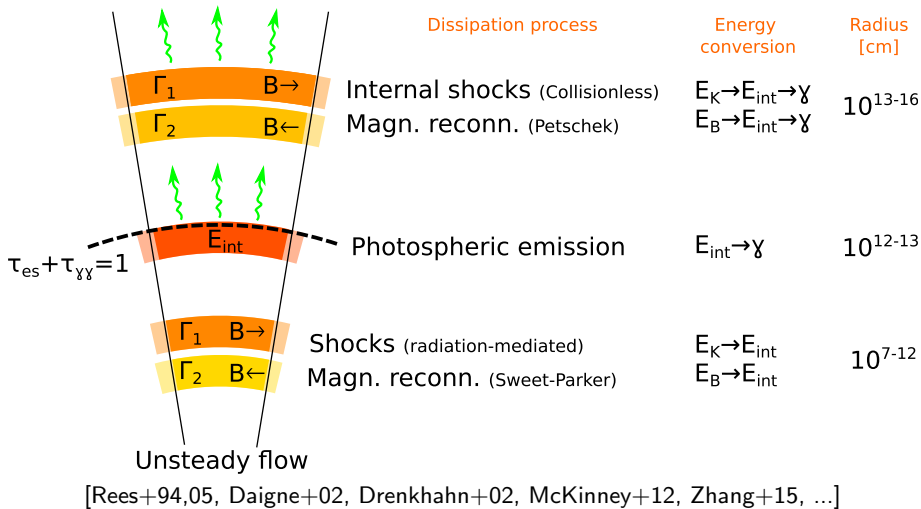 Dissipation process
Energy conversion
Radius [cm]
Γ₁ B→
Internal shocks (Collisionless)
E_K→E_int→ɣ
10^13-16
Γ₂ B←
Magn. reconn. (Petschek)
E_B→E_int→ɣ
E_int
τ_es+τ_ɣɣ=1
Photospheric emission
E_int→ɣ
10^12-13
Γ₁ B→
Shocks (radiation-mediated)
E_K→E_int
10^7-12
Γ₂ B←
Magn. reconn. (Sweet-Parker)
E_B→E_int
Unsteady flow
[Rees+94,05, Daigne+02, Drenkhahn+02, McKinney+12, Zhang+15, ...]